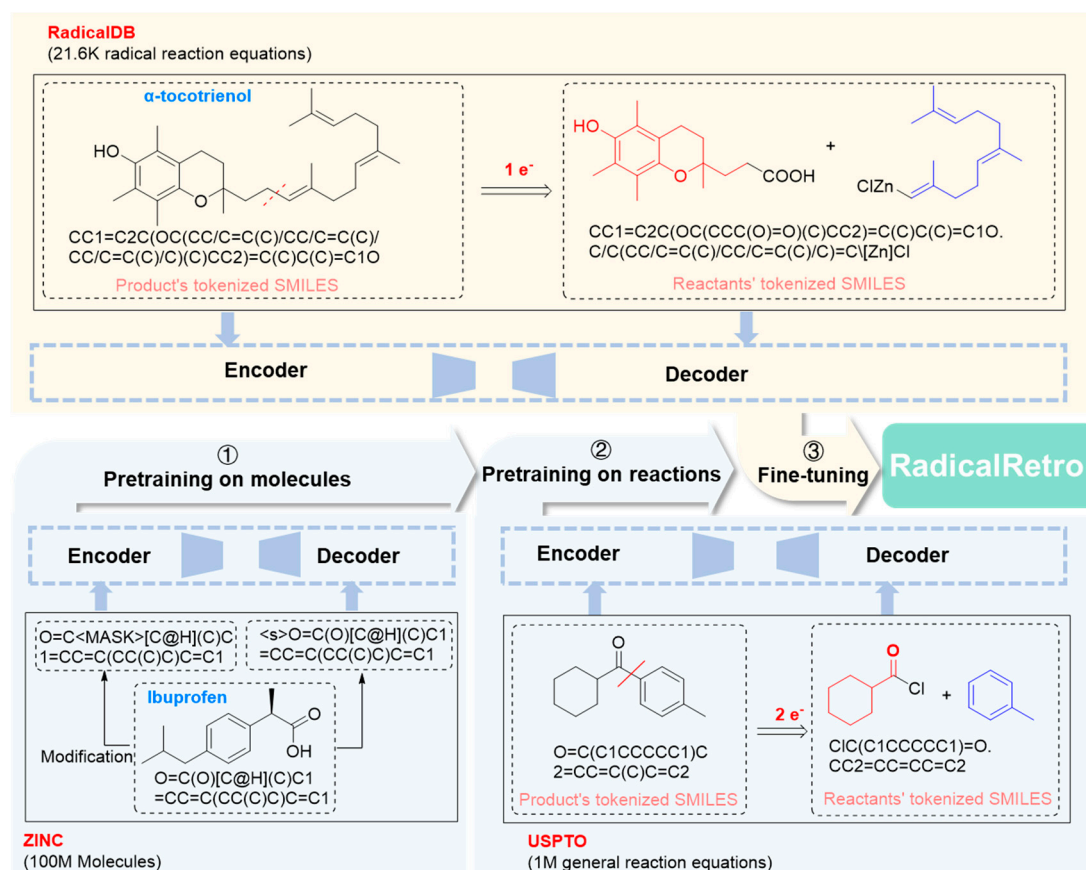 RadicalDB
(21.6K radical reaction equations)
α-tocotrienol
HO
O
1 e-
HO
O
COOH
+
ClZn
CC1=C2C(OC(CC/C=C(C)/CC/C=C(C)/
CC/C=C(C)/C)(C)CC2)=C(C)C(C)=C1O
Product's tokenized SMILES
CC1=C2C(OC(CCC(O)=O)(C)CC2)=C(C)C(C)=C1O.
C/C(CC/C=C(C)/CC/C=C(C)/C)=C\[Zn]Cl
Reactants' tokenized SMILES
Encoder
Decoder
①
Pretraining on molecules
②
Pretraining on reactions
③
Fine-tuning
RadicalRetro
Encoder
Decoder
O=C<MASK>[C@H](C)C
1=CC=C(CC(C)C)C=C1
<s>O=C(O)[C@H](C)C1
=CC=C(CC(C)C)C=C1
Modification
Ibuprofen
O
OH
O=C(O)[C@H](C)C1
=CC=C(CC(C)C)C=C1
ZINC
(100M Molecules)
Encoder
Decoder
O
O=C(C1CCCCC1)C
2=CC=C(C)C=C2
Product's tokenized SMILES
2 e-
O
Cl
+
ClC(C1CCCCC1)=O.
CC2=CC=CC=C2
Reactants' tokenized SMILES
USPTO
(1M general reaction equations)